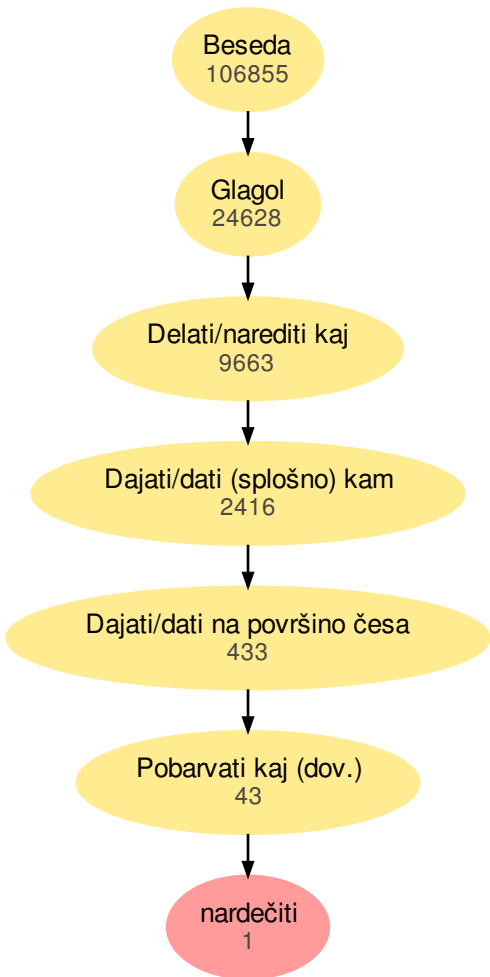 Beseda
106855
Glagol
24628
Delati/narediti kaj
9663
Dajati/dati (splošno) kam
2416
Dajati/dati na površino česa
433
Pobarvati kaj (dov.)
43
nardečiti
1